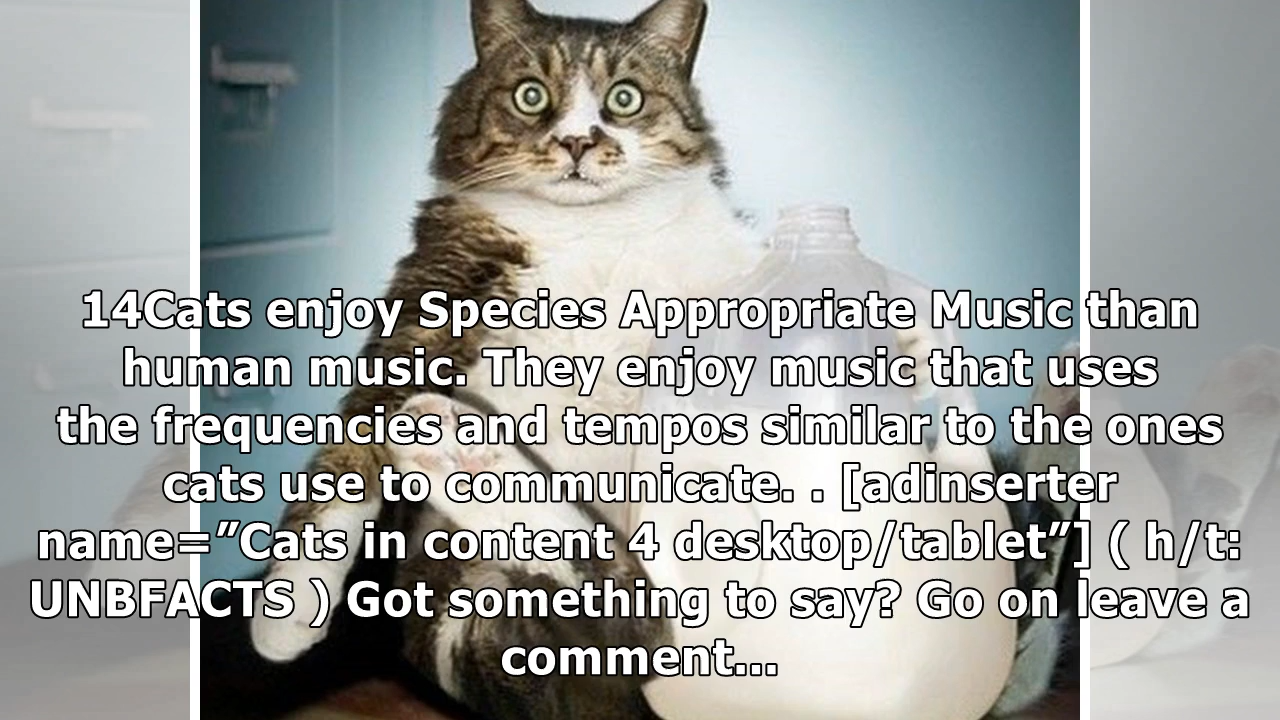 14Cats enjoy Species Appropriate Music than
human music. They enjoy music that uses
the frequencies and tempos similar to the ones
cats use to communicate. . [adinserter
name=”Cats in content 4 desktop/tablet”] ( h/t:
UNBFACTS ) Got something to say? Go on leave a
comment...